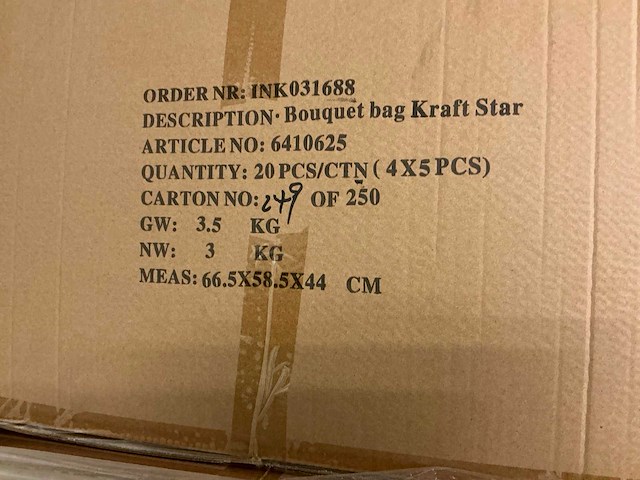 ORDER NR: INK031688
DESCRIPTION· Bouquet bag Kraft Star
ARTICLE NO: 6410625
QUANTITY: 20 PCS/CTN ( 4X5 PCS)
CARTON NO: 249 OF 250
GW: 3.5 KG
NW: 3 KG
MEAS: 66.5X58.5X44 CM